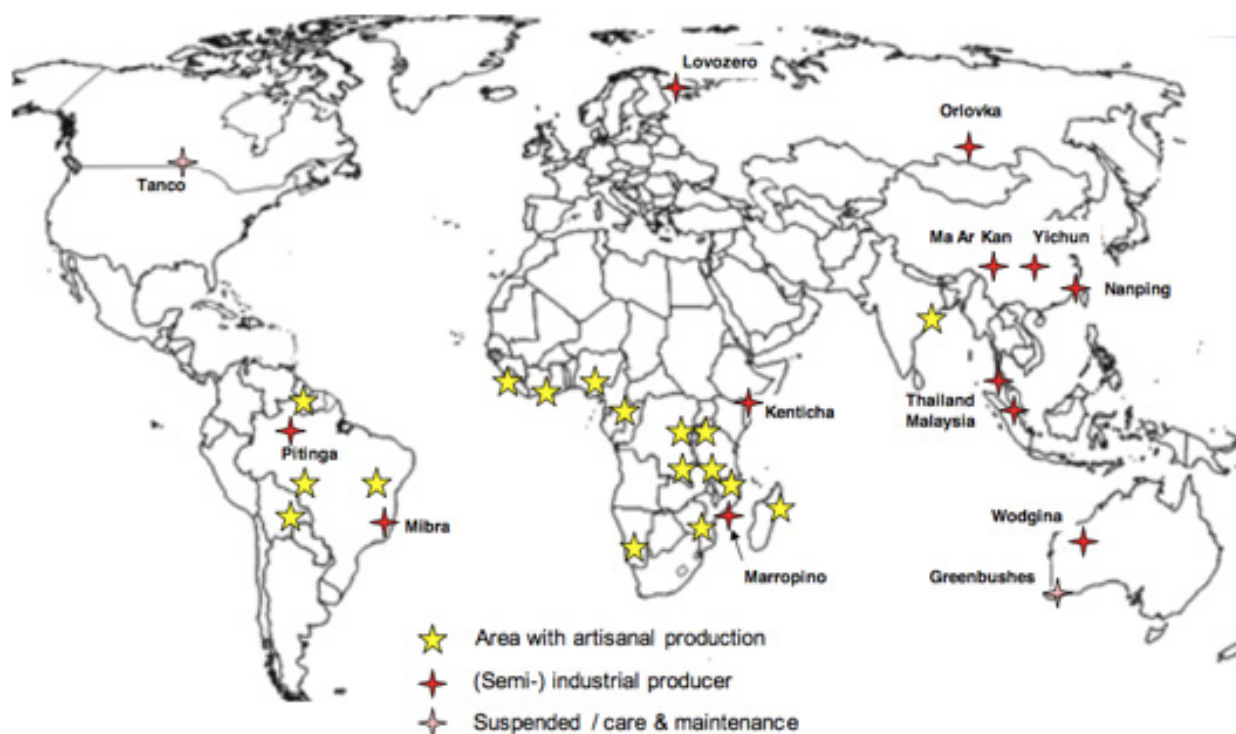 Lovozero
Orlovka
Tanco
Ma Ar Kan
Yichun
Nanping
Kenticha
Thailand
Malaysia
Pitinga
Mibra
Wodgina
Marropino
Greenbushes
Area with artisanal production
(Semi-) industrial producer
Suspended / care & maintenance